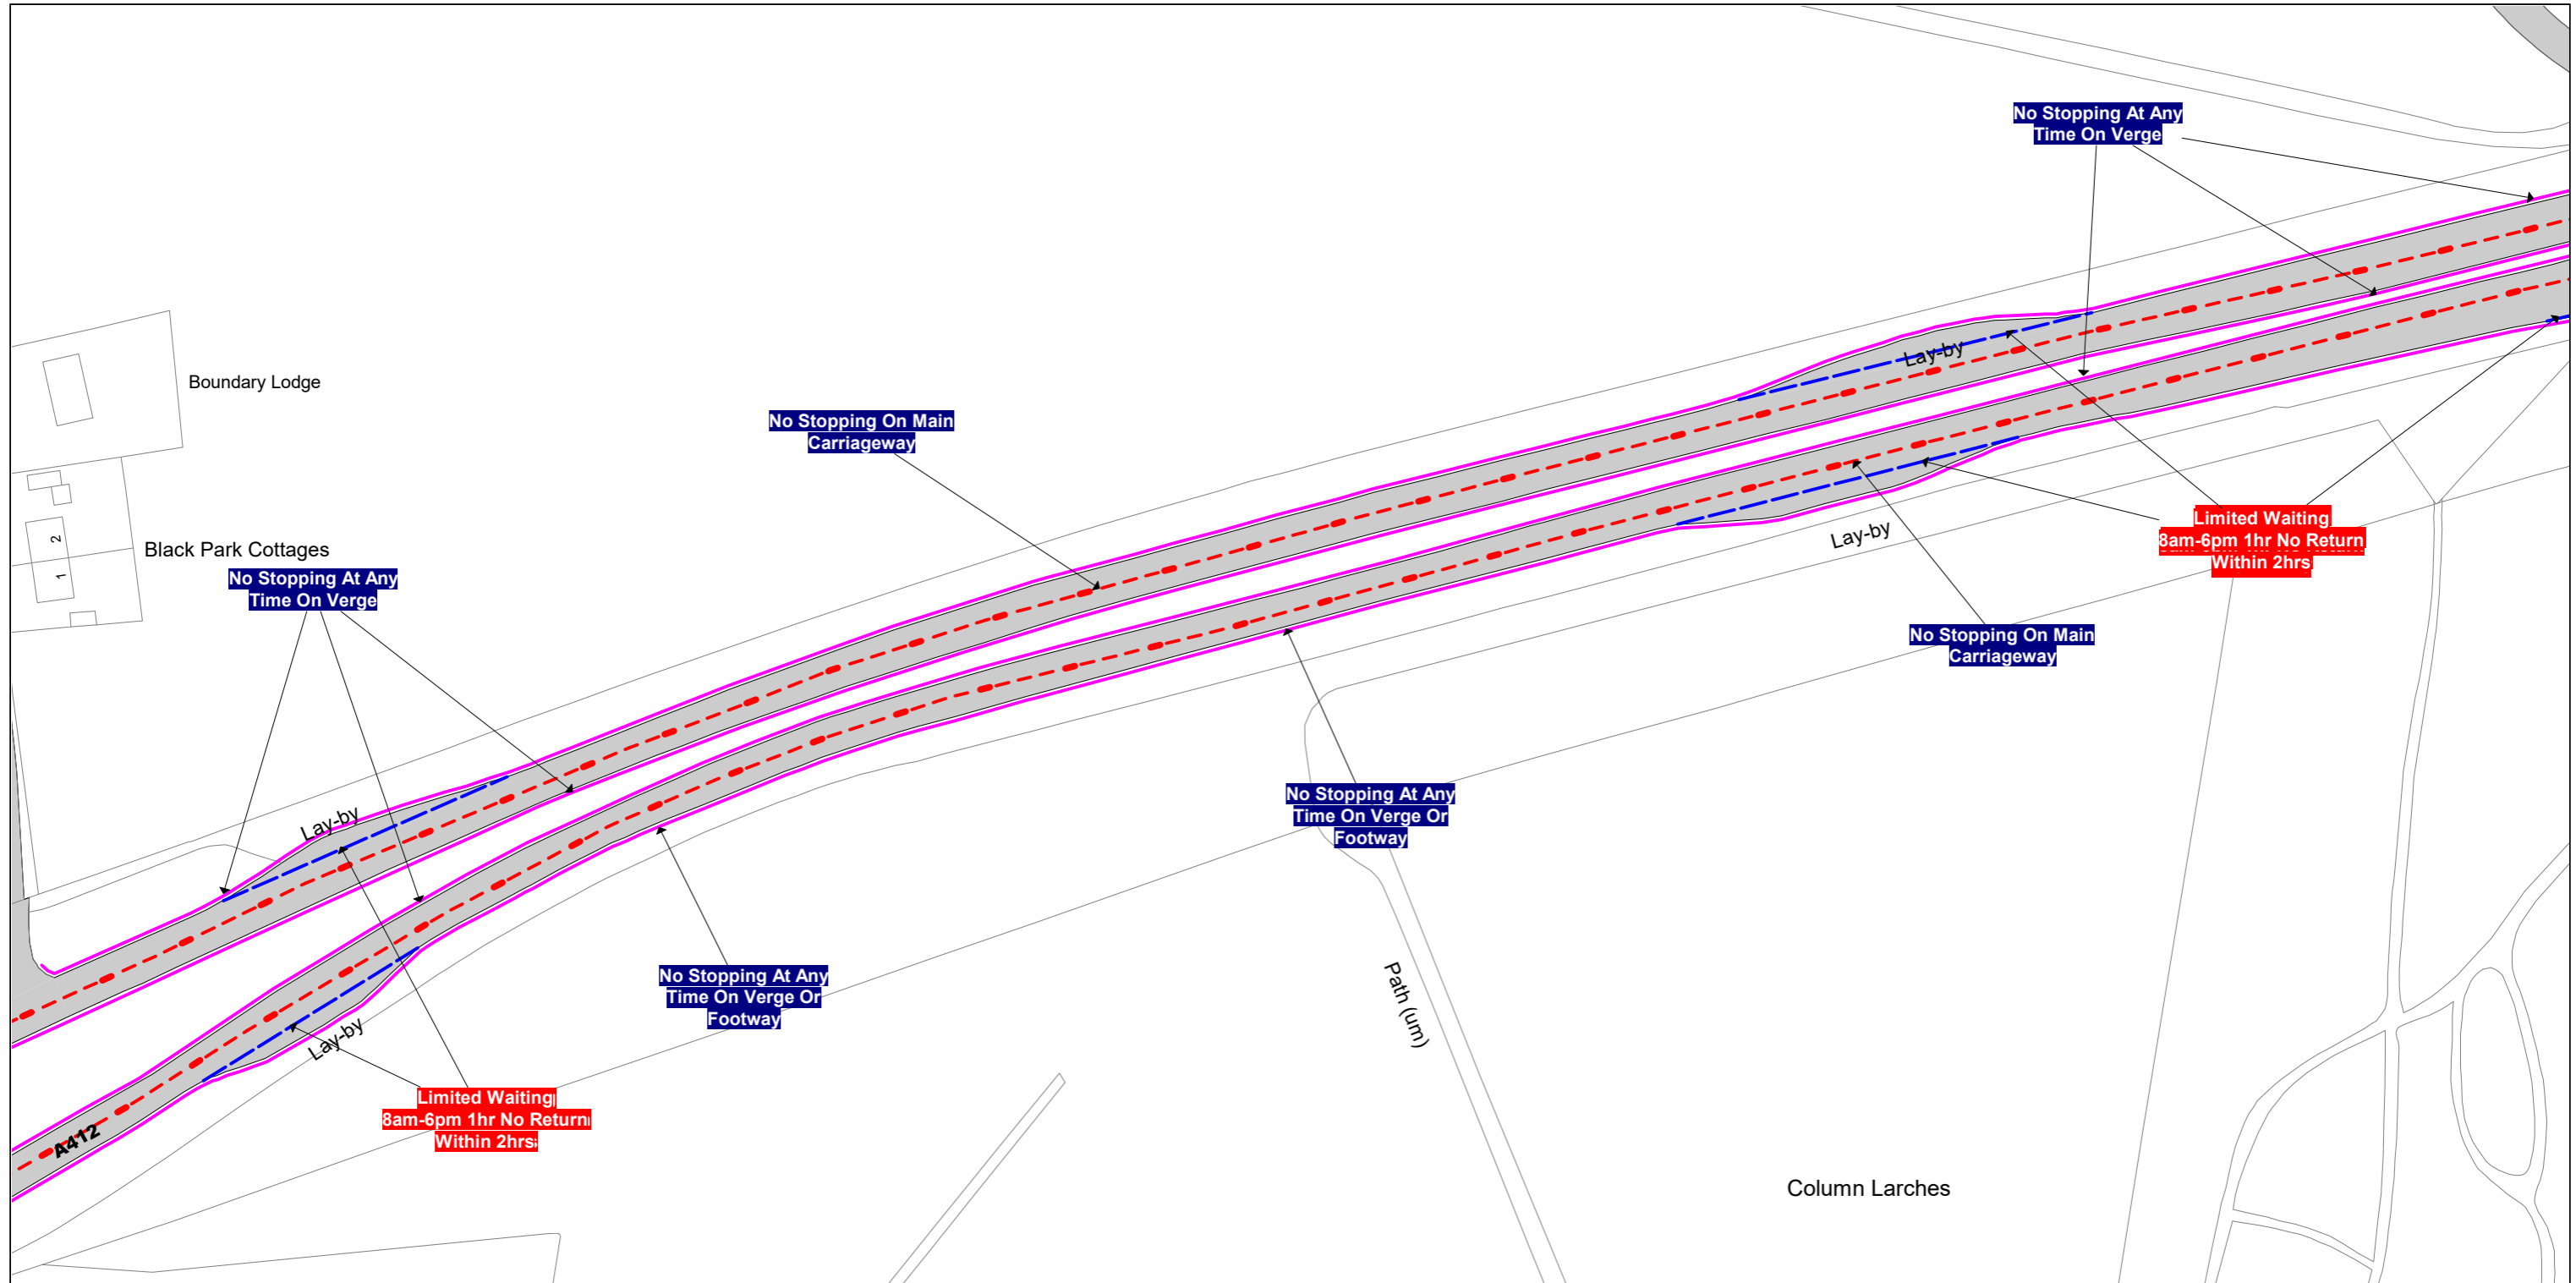 No Stopping At Any
Time On Verge
Boundary Lodge
Lay-by
No Stopping On Main
Carriageway
Limited Waiting
8am-6pm 1hr No Return
Within 2hrs
Lay-by
2
Black Park Cottages
1
No Stopping At Any
Time On Verge
No Stopping On Main
Carriageway
No Stopping At Any
Time On Verge Or
Footway
Lay-by
No Stopping At Any
Time On Verge Or
Footway
Path (um)
Lay-by
Limited Waiting
8am-6pm 1hr No Return
Within 2hrs
A412
Column Larches